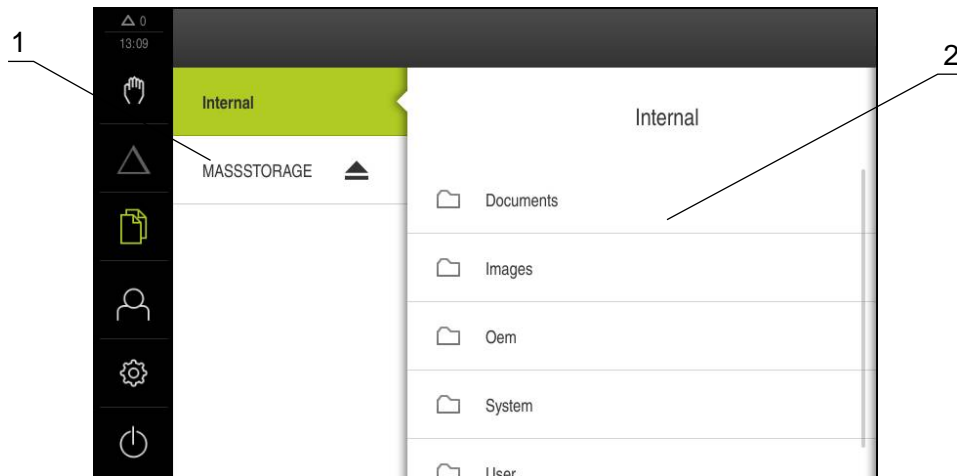 0
13:09
1
2
Internal
MASSSTORAGE
Internal
Documents
Images
Oem
System
User